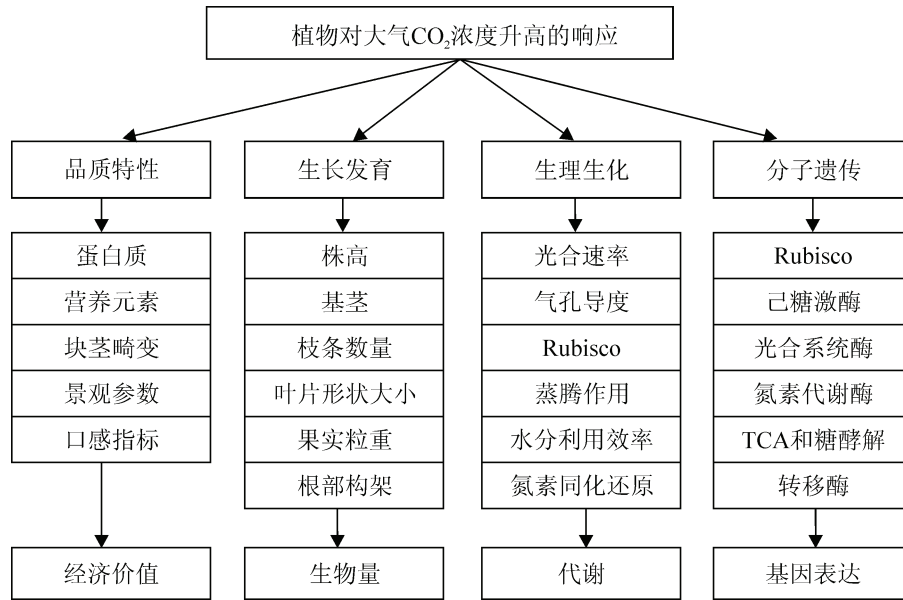 植物对大气CO₂浓度升高的响应
品质特性
生长发育
生理生化
分子遗传
蛋白质
营养元素
块茎畸变
景观参数
口感指标
经济价值
株高
基茎
枝条数量
叶片形状大小
果实粒重
根部构架
生物量
光合速率
气孔导度
Rubisco
蒸腾作用
水分利用效率
氮素同化还原
代谢
Rubisco
己糖激酶
光合系统酶
氮素代谢酶
TCA和糖酵解
转移酶
基因表达